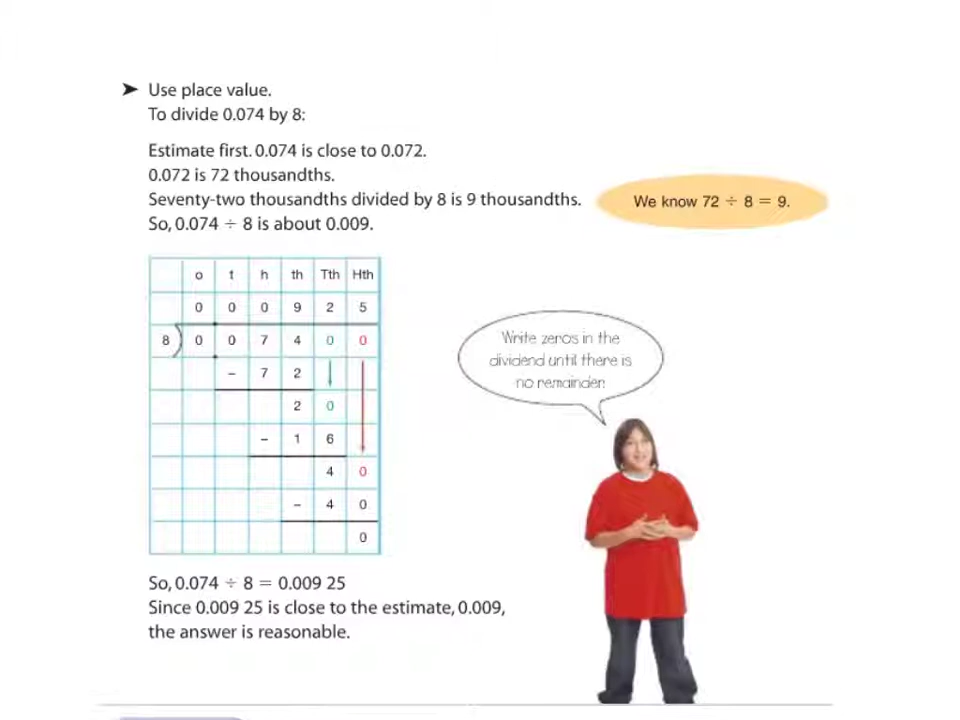 ➤ Use place value.
To divide 0.074 by 8:
Estimate first. 0.074 is close to 0.072.
0.072 is 72 thousandths.
Seventy-two thousandths divided by 8 is 9 thousandths.
So, 0.074 ÷ 8 is about 0.009.
We know 72 ÷ 8 = 9.
o t h th Tth Hth
0 0 0 9 2 5
8 ) 0 0 7 4 0 0
– 7 2
2 0
– 1 6
4 0
– 4 0
0
Write zeros in the
dividend until there is
no remainder.
So, 0.074 ÷ 8 = 0.009 25
Since 0.009 25 is close to the estimate, 0.009,
the answer is reasonable.